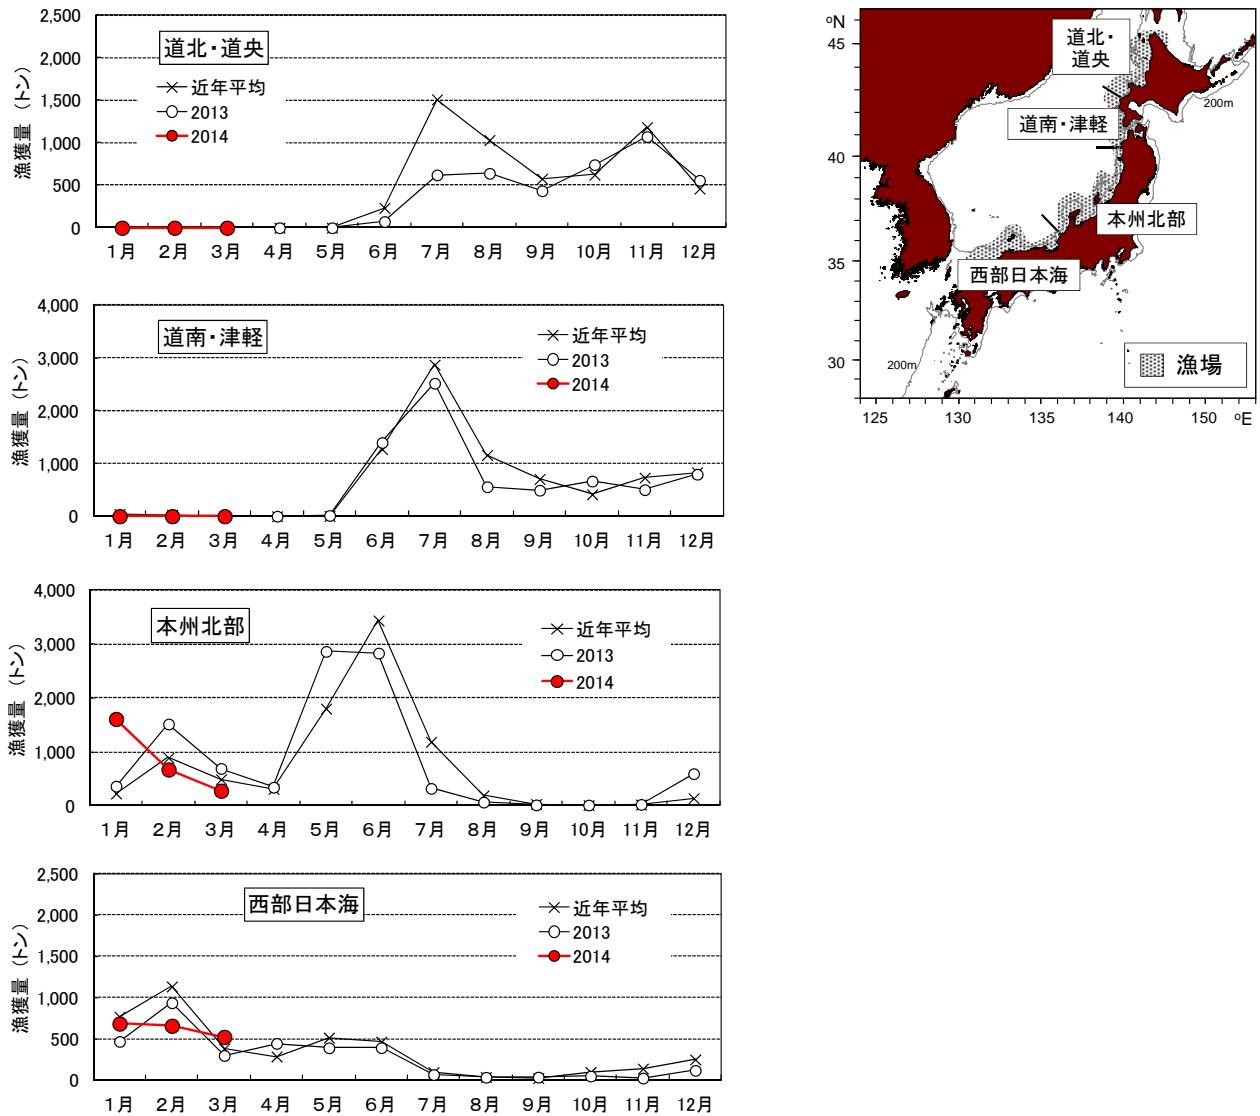 2,500
2,000
1,500
1,000
500
0
漁獲量（トン）
道北・道央
近年平均
2013
2014
1月 2月 3月 4月 5月 6月 7月 8月 9月 10月 11月 12月
4,000
3,000
2,000
1,000
0
漁獲量（トン）
道南・津軽
近年平均
2013
2014
1月 2月 3月 4月 5月 6月 7月 8月 9月 10月 11月 12月
4,000
3,000
2,000
1,000
0
漁獲量（トン）
本州北部
近年平均
2013
2014
1月 2月 3月 4月 5月 6月 7月 8月 9月 10月 11月 12月
2,500
2,000
1,500
1,000
500
0
漁獲量（トン）
西部日本海
近年平均
2013
2014
1月 2月 3月 4月 5月 6月 7月 8月 9月 10月 11月 12月
oN
45
40
35
30
道北・
道央
200m
道南・津軽
本州北部
西部日本海
200m
漁場
125 130 135 140 150 oE